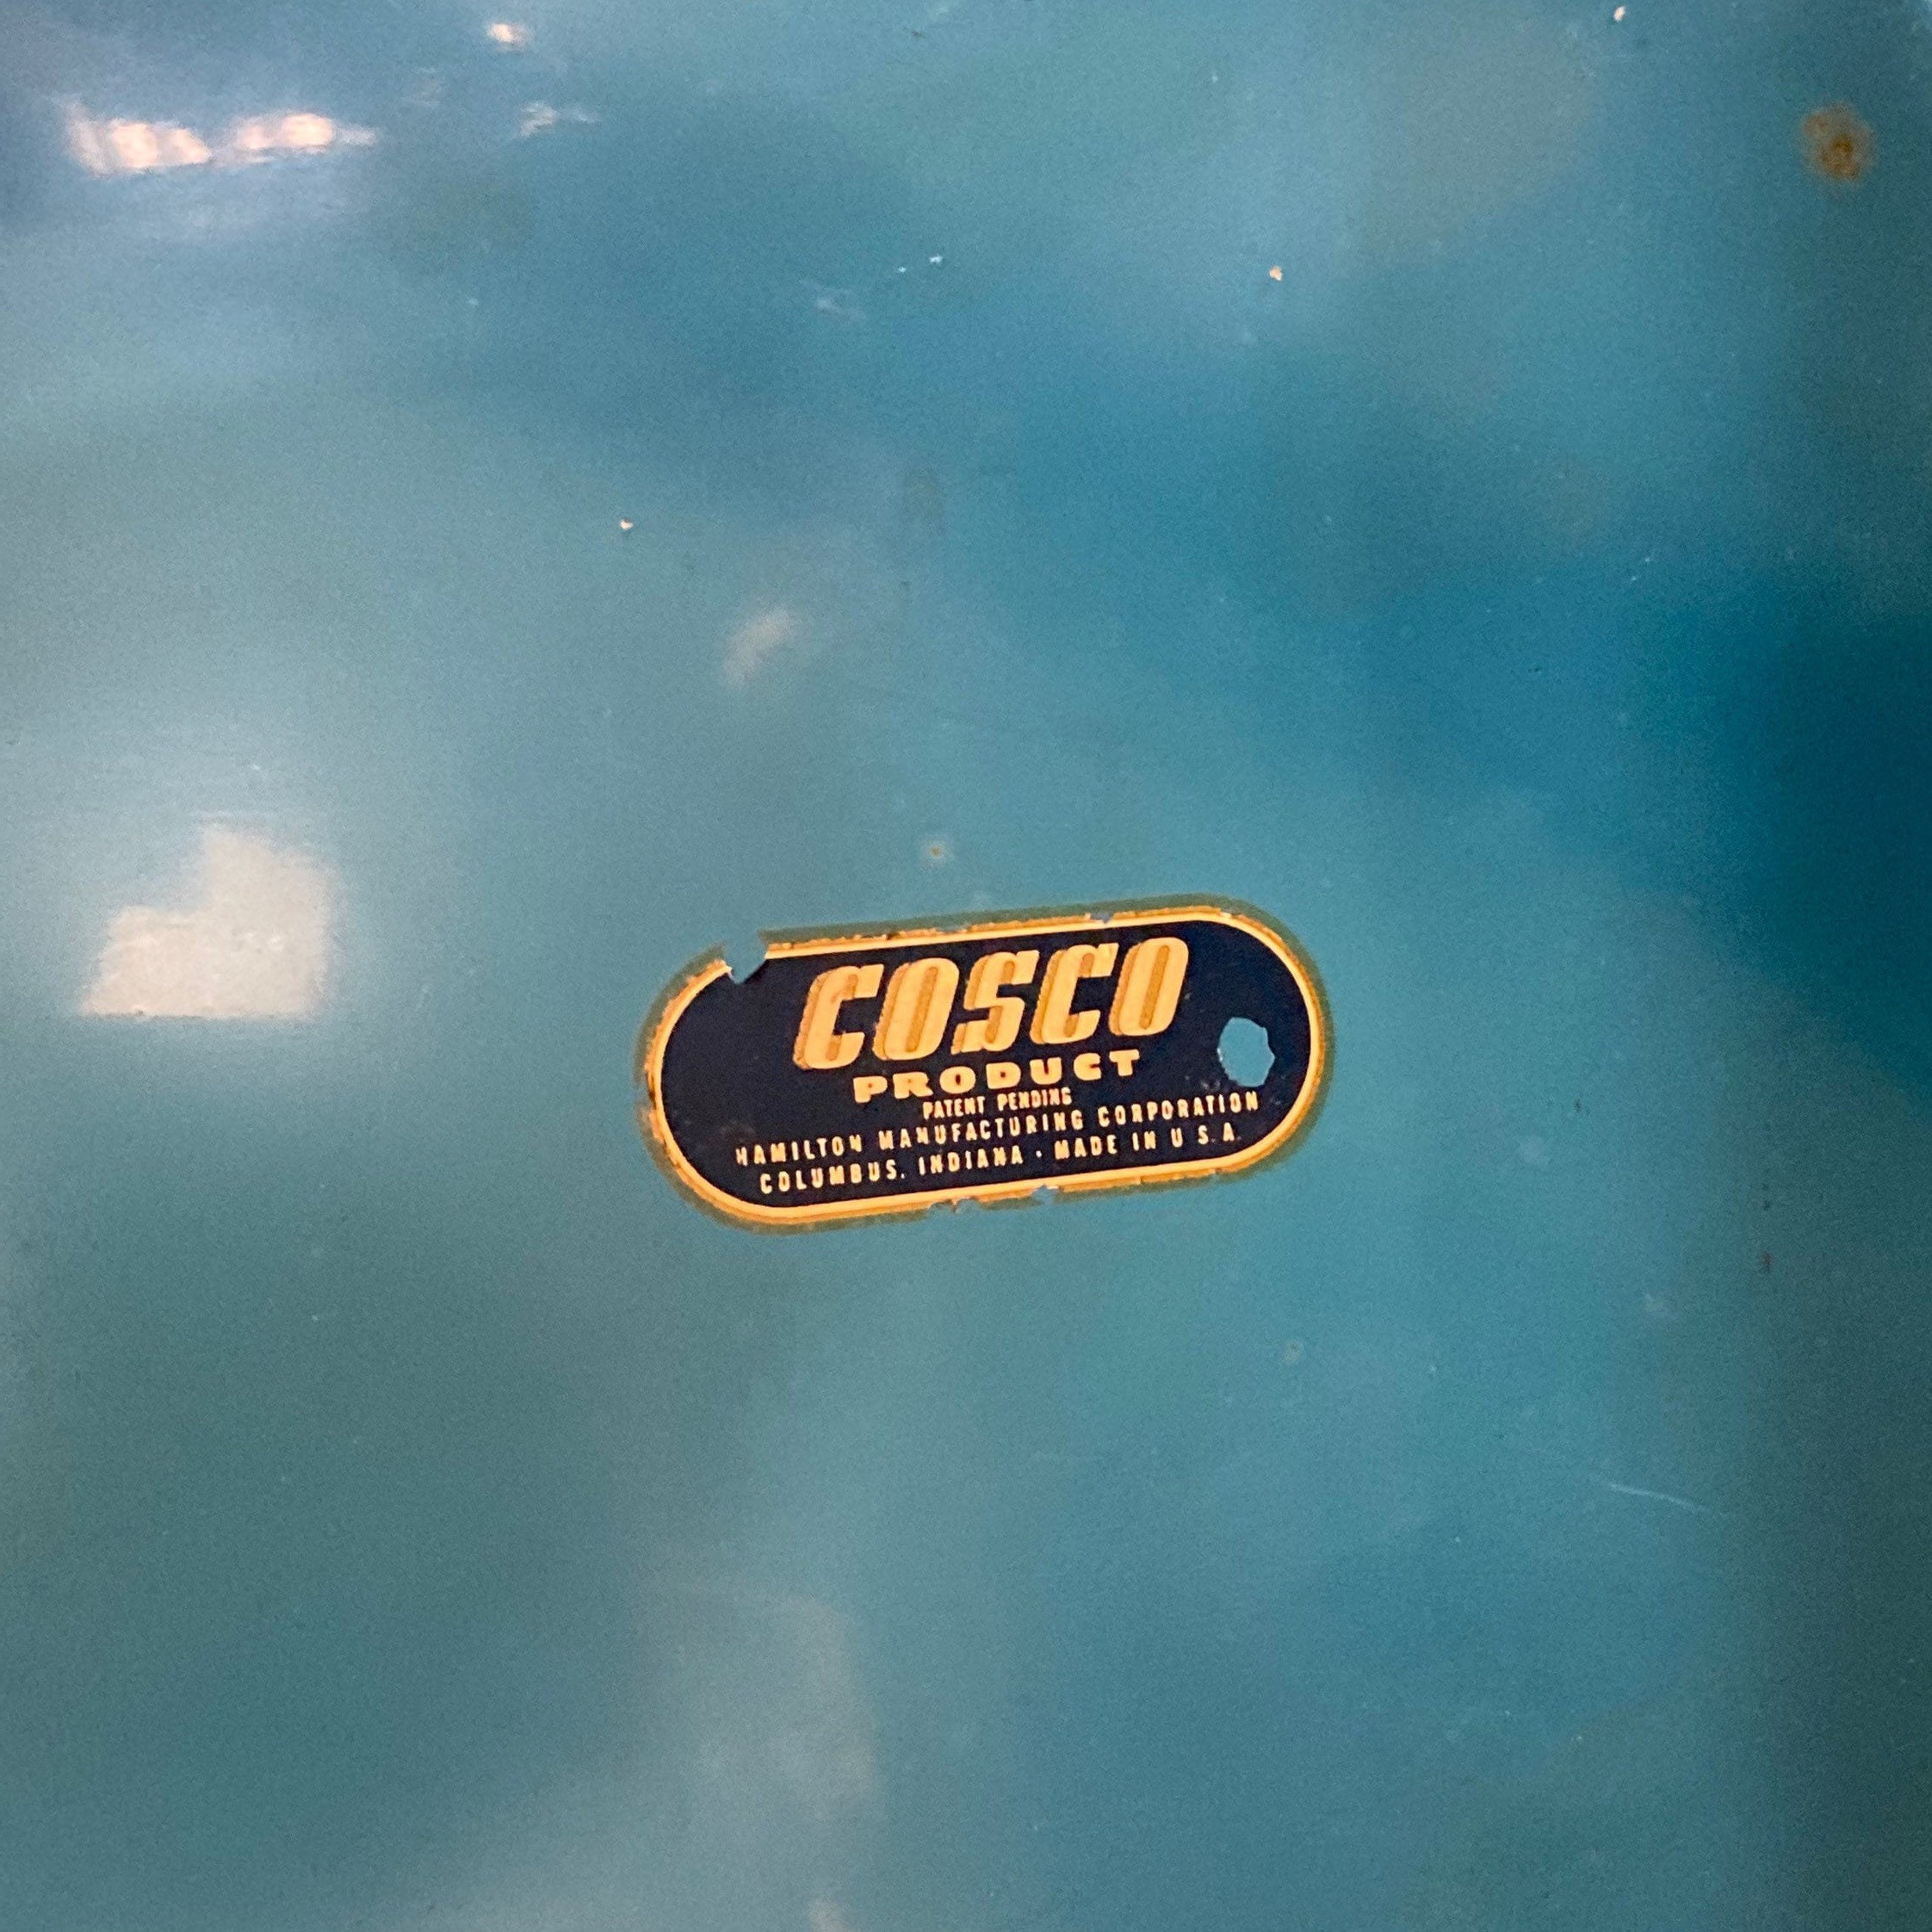 COSCO
PRODUCT
PATENT PENDING
HAMILTON MANUFACTURING CORPORATION
COLUMBUS, INDIANA • MADE IN U.S.A.